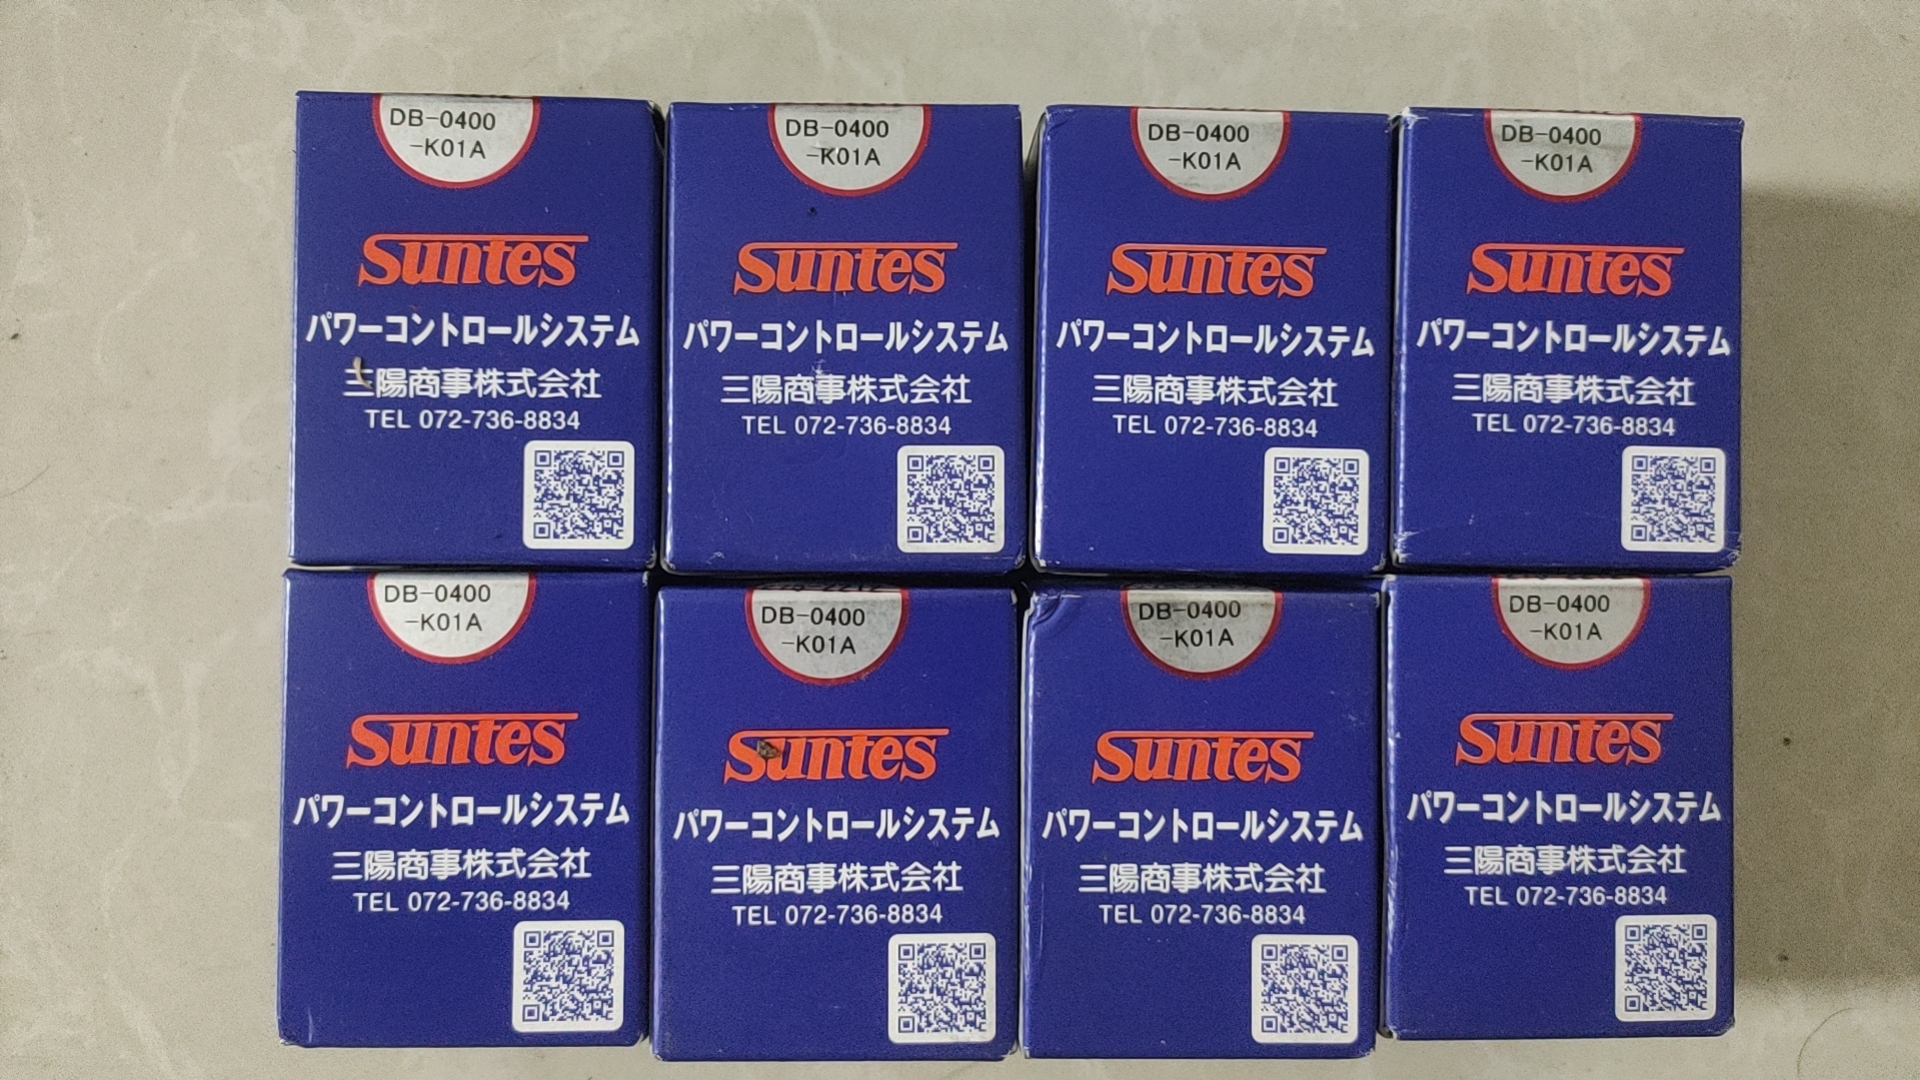 DB-0400
-K01A
Suntes
パワーコントロールシステム
三陽商事株式会社
TEL 072-736-8834
DB-0400
-K01A
Suntes
パワーコントロールシステム
三陽商事株式会社
TEL 072-736-8834
DB-0400
-K01A
Suntes
パワーコントロールシステム
三陽商事株式会社
TEL 072-736-8834
DB-0400
-K01A
Suntes
パワーコントロールシステム
三陽商事株式会社
TEL 072-736-8834
DB-0400
-K01A
Suntes
パワーコントロールシステム
三陽商事株式会社
TEL 072-736-8834
DB-0400
-K01A
Suntes
パワーコントロールシステム
三陽商事株式会社
TEL 072-736-8834
DB-0400
-K01A
Suntes
パワーコントロールシステム
三陽商事株式会社
TEL 072-736-8834
DB-0400
-K01A
Suntes
パワーコントロールシステム
三陽商事株式会社
TEL 072-736-8834